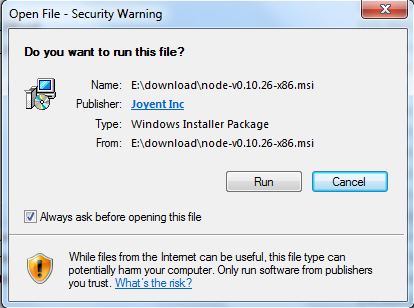 Open File - Security Warning
Do you want to run this file?
Name: E:\download\node-v0.10.26-x86.msi
Publisher: Joyent Inc
Type: Windows Installer Package
From: E:\download\node-v0.10.26-x86.msi
Run Cancel
Always ask before opening this file
While files from the Internet can be useful, this file type can
potentially harm your computer. Only run software from publishers
you trust. What's the risk?